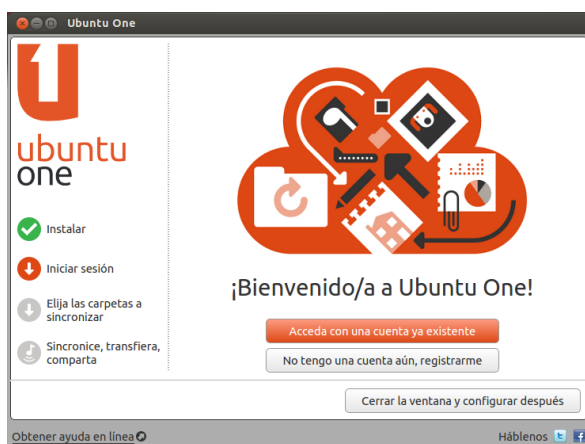 Ubuntu One
ubuntu
one
Instalar
Iniciar sesión
Elija las carpetas a
sincronizar
Sincronice, transfiera,
comparta
¡Bienvenido/a a Ubuntu One!
Acceda con una cuenta ya existente
No tengo una cuenta aún, registrarme
Cerrar la ventana y configurar después
Obtener ayuda en línea
Háblenos